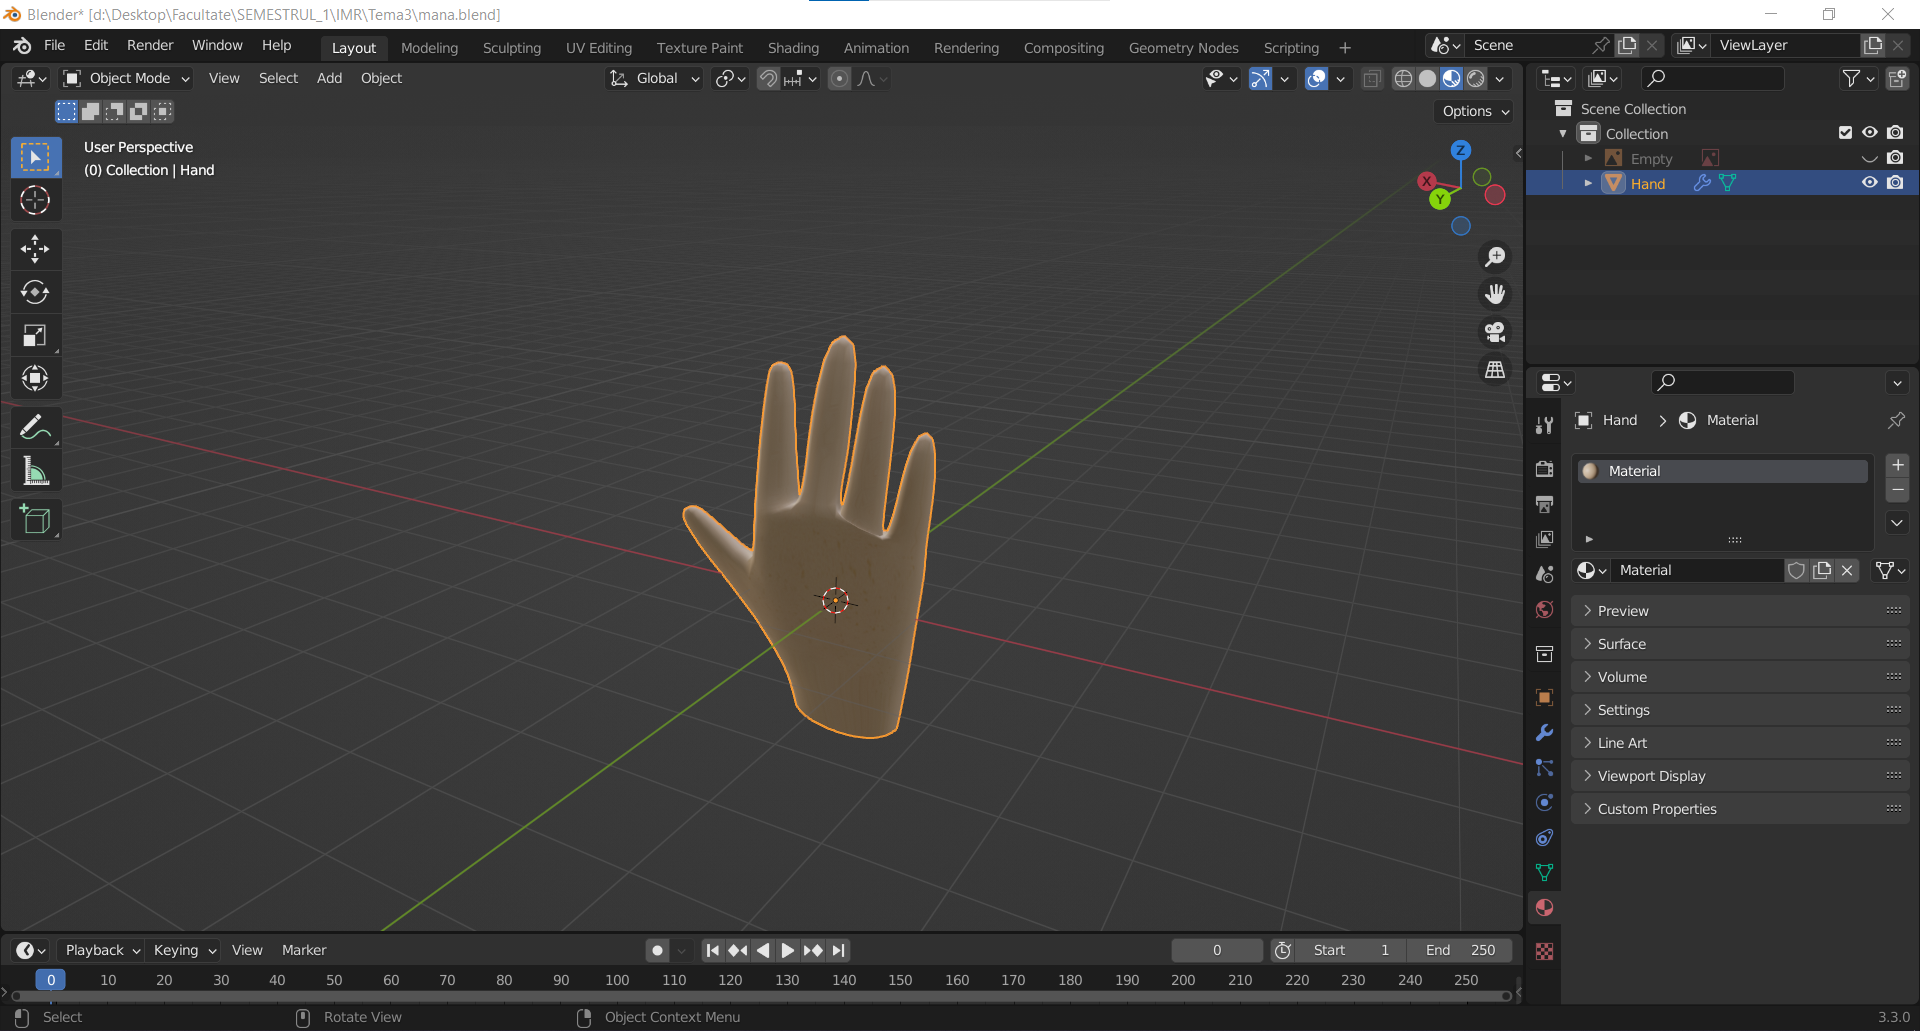 Blender* [d:\Desktop\Facultate\SEMESTRUL_1\IMR\Tema3\mana.blend]
File Edit Render Window Help Layout Modeling Sculpting UV Editing Texture Paint Shading Animation Rendering Compositing Geometry Nodes Scripting + Scene ViewLayer
Object Mode View Select Add Object Global
Options
User Perspective
(0) Collection | Hand
Z
X
Y
Scene Collection
Collection
Empty
Hand
Hand > Material
Material
Material
Preview
Surface
Volume
Settings
Line Art
Viewport Display
Custom Properties
Playback Keying View Marker 0 Start 1 End 250
0 10 20 30 40 50 60 70 80 90 100 110 120 130 140 150 160 170 180 190 200 210 220 230 240 250
Select Rotate View Object Context Menu 3.3.0